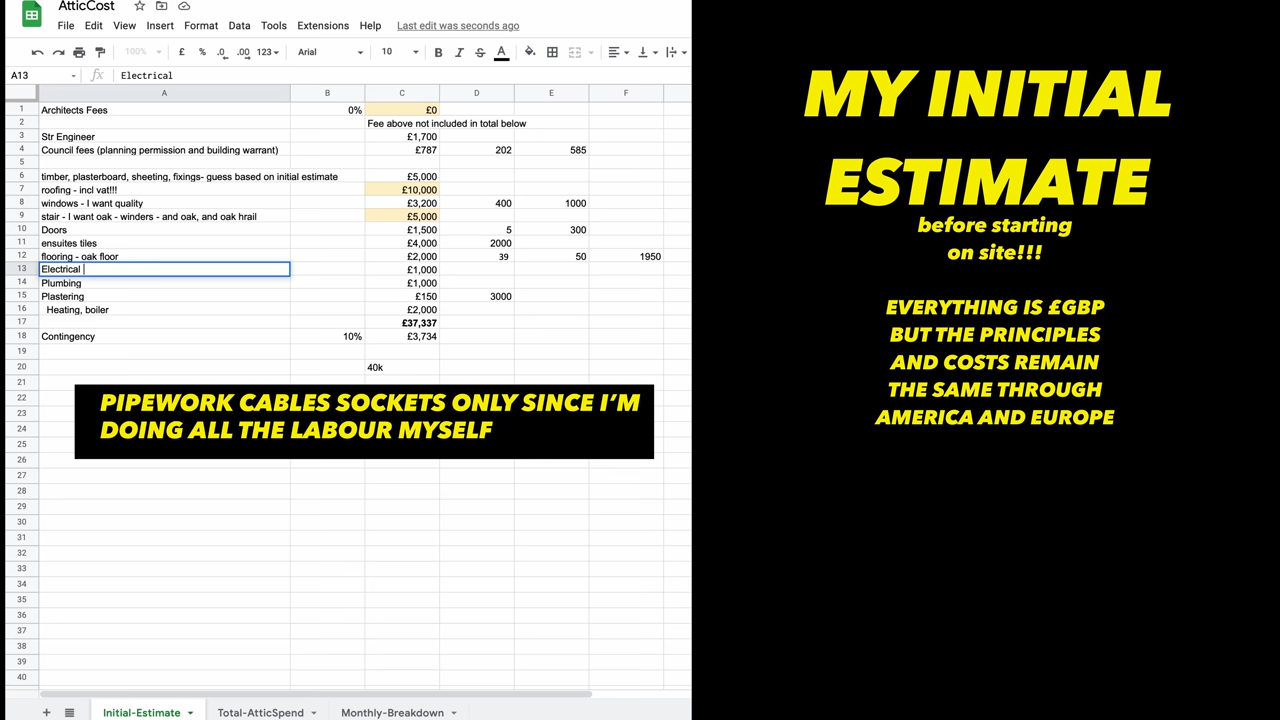 AtticCost
File Edit View Insert Format Data Tools Extensions Help Last edit was seconds ago
100% £ % .0 .00 123 Arial 10 B I S A
A13 fx Electrical
A B C D E F
1 Architects Fees 0% £0
2 Fee above not included in total below
3 Str Engineer £1,700
4 Council fees (planning permission and building warrant) £787 202 585
5
6 timber, plasterboard, sheeting, fixings- guess based on initial estimate £5,000
7 roofing - incl vat!!! £10,000
8 windows - I want quality £3,200 400 1000
9 stair - I want oak - winders - and oak, and oak hrail £5,000
10 Doors £1,500 5 300
11 ensuites tiles £4,000 2000
12 flooring - oak floor £2,000 39 50 1950
13 Electrical £1,000
14 Plumbing £1,000
15 Plastering £150 3000
16 Heating, boiler £2,000
17 £37,337
18 Contingency 10% £3,734
19
20 40k
21
22
23
24
25
26
27
28
29
30
31
32
33
34
35
36
37
38
39
40
PIPEWORK CABLES SOCKETS ONLY SINCE I'M
DOING ALL THE LABOUR MYSELF
+ Initial-Estimate Total-AtticSpend Monthly-Breakdown
MY INITIAL
ESTIMATE
before starting
on site!!!
EVERYTHING IS £GBP
BUT THE PRINCIPLES
AND COSTS REMAIN
THE SAME THROUGH
AMERICA AND EUROPE